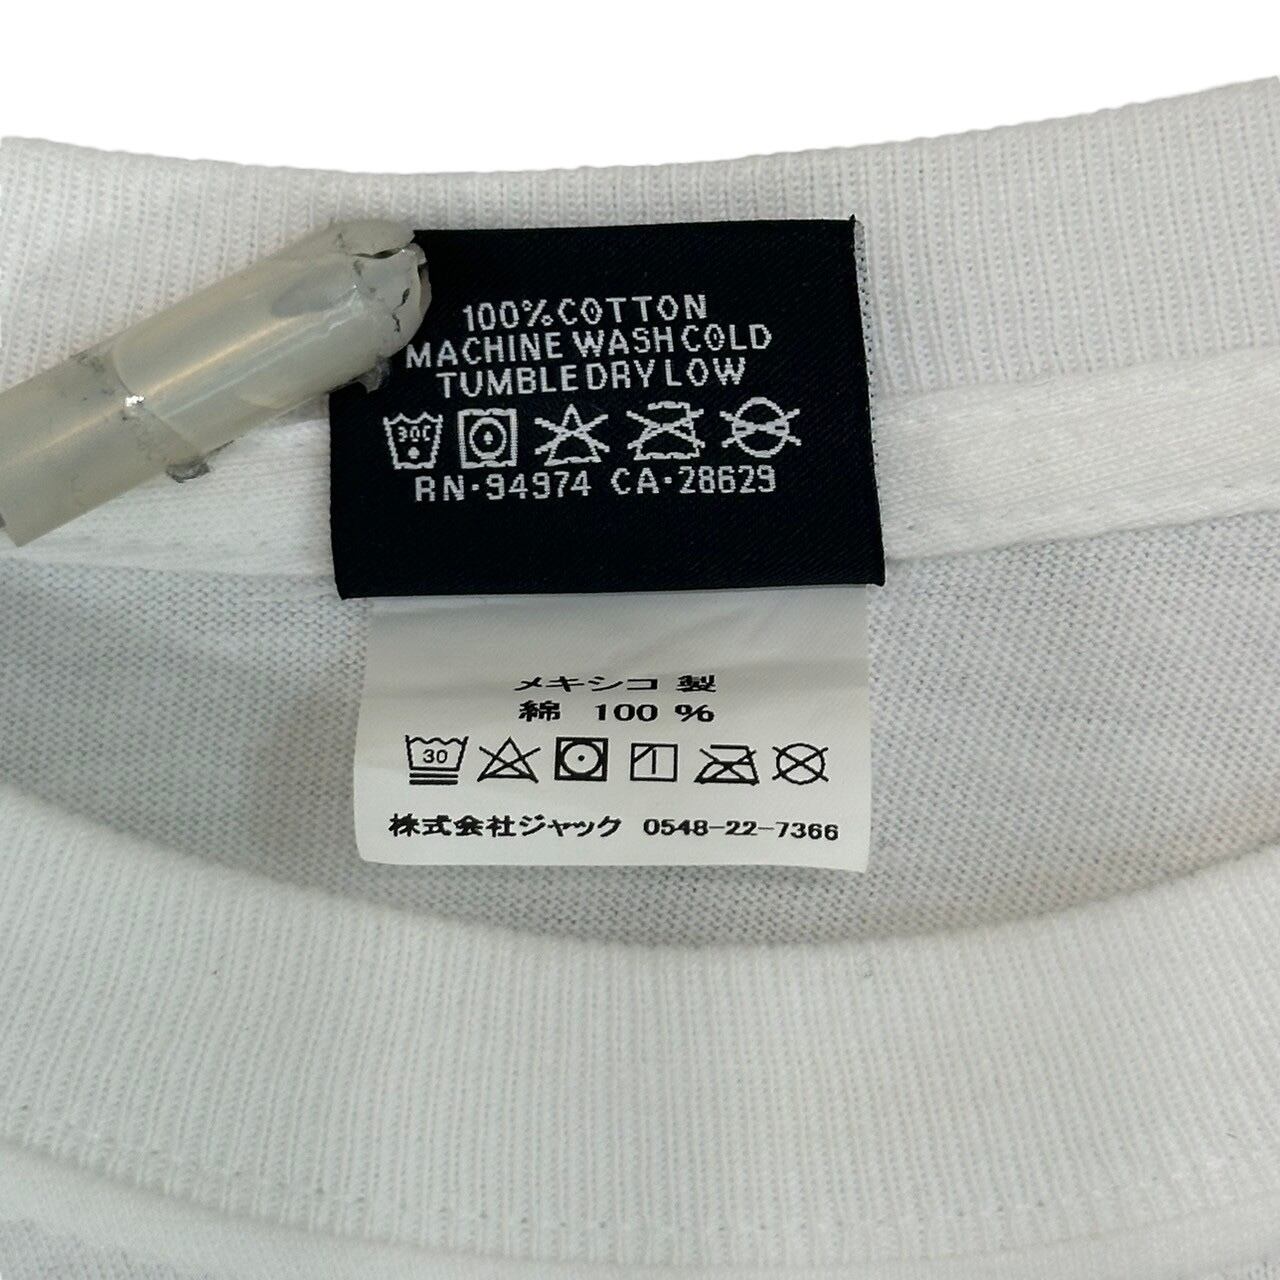 100% COTTON
MACHINE WASH COLD
TUMBLE DRY LOW
30C
RN·94974 CA·28629
メキシコ 製
綿 100 %
30
株式会社ジャック 0548-22-7366